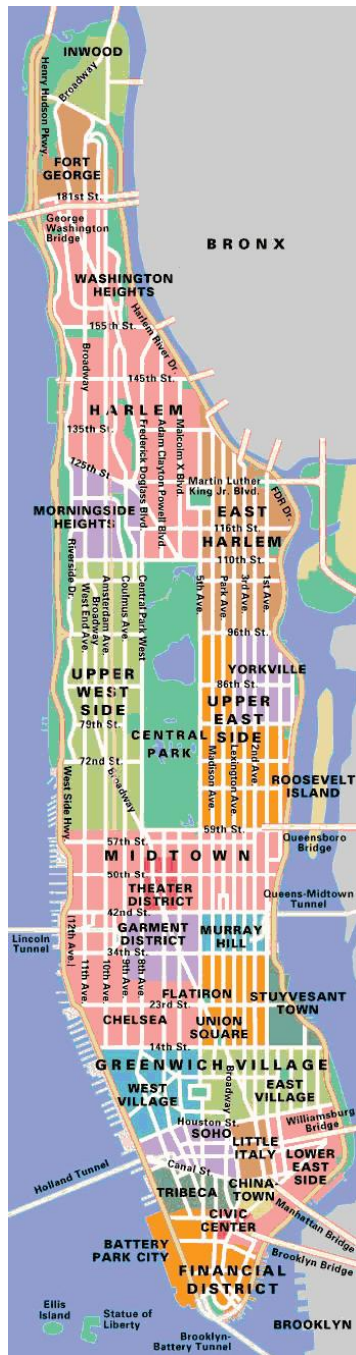 INWOOD
Broadway
Henry Hudson Pkwy.
FORT
GEORGE
181st St.
George
Washington
Bridge
BRONX
WASHINGTON
HEIGHTS
Harlem River Dr.
155th St.
Broadway
145th St.
HARLEM
135th St.
Frederick Doglass Blvd.
Adam Clayton Powell Blvd.
Malcolm X Blvd.
125th St
Martin Luther
King Jr. Blvd.
FDR Dr.
MORNINGSIDE
HEIGHTS
EAST
116th St.
HARLEM
110th St.
Riverside Dr.
West End Ave.
Broadway
Amsterdam Ave.
Coulmus Ave.
Central Park West
5th Ave.
Park Ave.
3rd Ave.
1st Ave.
96th St.
YORKVILLE
UPPER
WEST
SIDE
86th St.
UPPER
EAST
SIDE
79th St.
CENTRAL
PARK
72nd St.
Broadway
Madison Ave.
Lexington Ave.
2nd Ave.
ROOSEVELT
ISLAND
West Side Hwy.
59th St.
57th St.
Queensboro
Bridge
MIDTOWN
50th St.
THEATER
DISTRICT
Queens-Midtown
Tunnel
42nd St.
GARMENT
DISTRICT
MURRAY
HILL
Lincoln
Tunnel
34th St.
(12th Ave.)
11th Ave.
10th Ave.
9th Ave.
8th Ave.
FLATIRON
STUYVESANT
TOWN
23rd St.
CHELSEA
UNION
SQUARE
14th St.
GREENWICH VILLAGE
WEST
VILLAGE
Broadway
EAST
VILLAGE
Houston St.
SOHO
Williamsburg
Bridge
LITTLE
ITALY
LOWER
EAST
SIDE
Canal St.
Holland Tunnel
TRIBECA
CHINA-
TOWN
Manhattan Bridge
CIVIC
CENTER
BATTERY
PARK CITY
Brooklyn Bridge
FINANCIAL
DISTRICT
Ellis
Island
Statue of
Liberty
BROOKLYN
Brooklyn-
Battery Tunnel